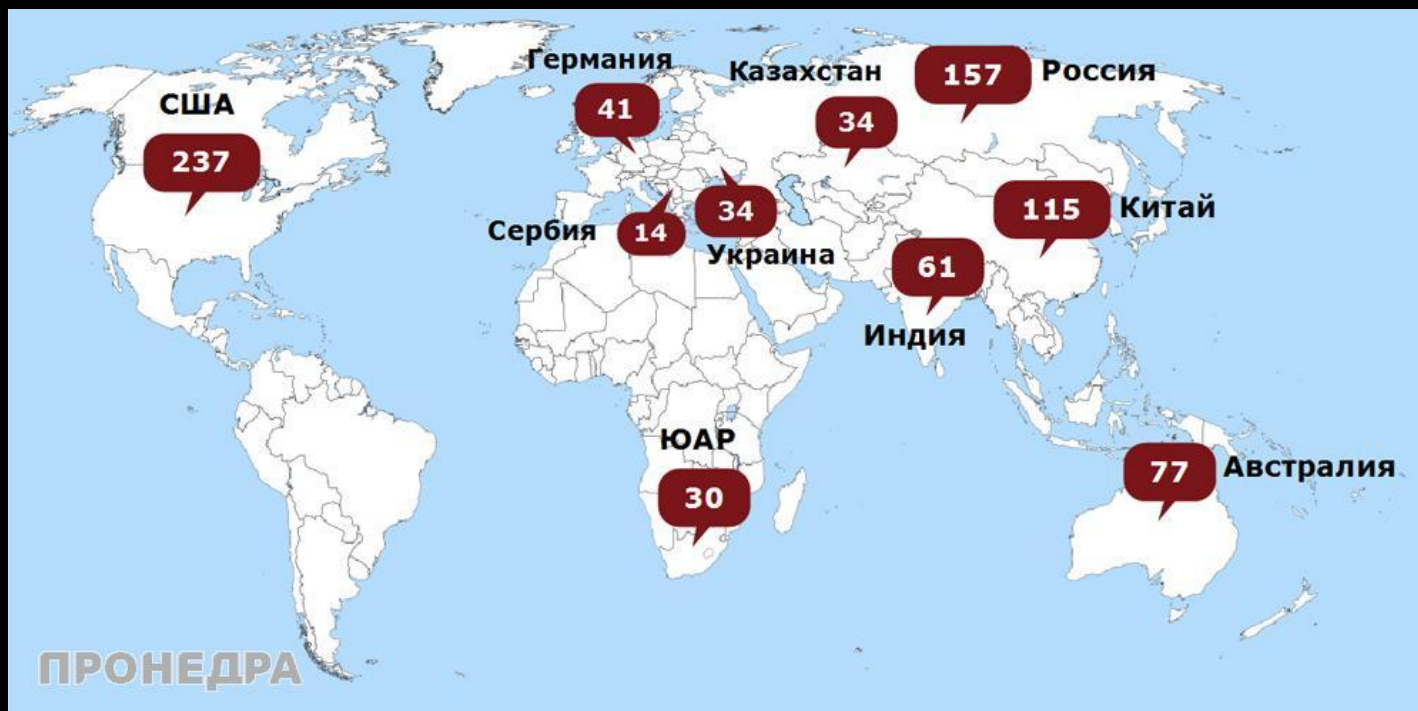 Германия
41
Казахстан
34
157
Россия
США
237
Сербия
14
34
Украина
115
Китай
61
Индия
ЮАР
30
77
Австралия
ПРОНЕДРА